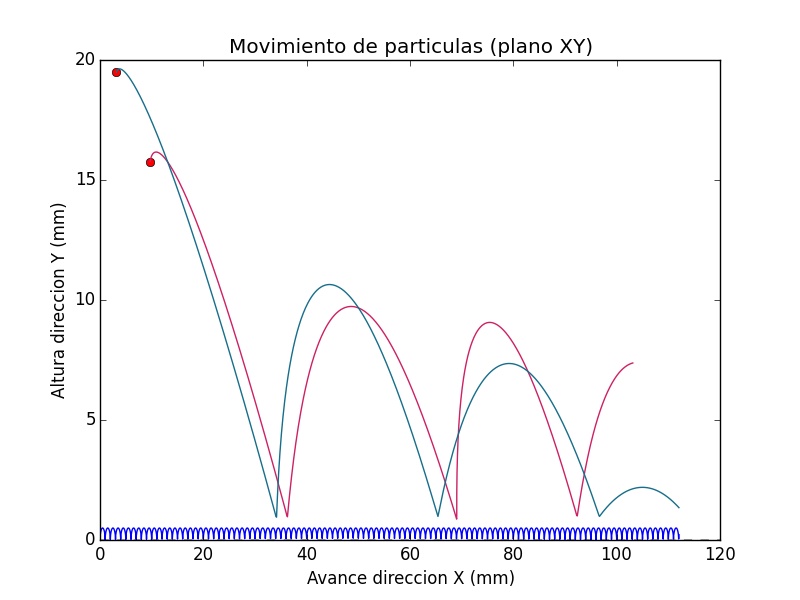 Movimiento de particulas (plano XY)
20
15
10
5
0
Altura direccion Y (mm)
0 20 40 60 80 100 120
Avance direccion X (mm)